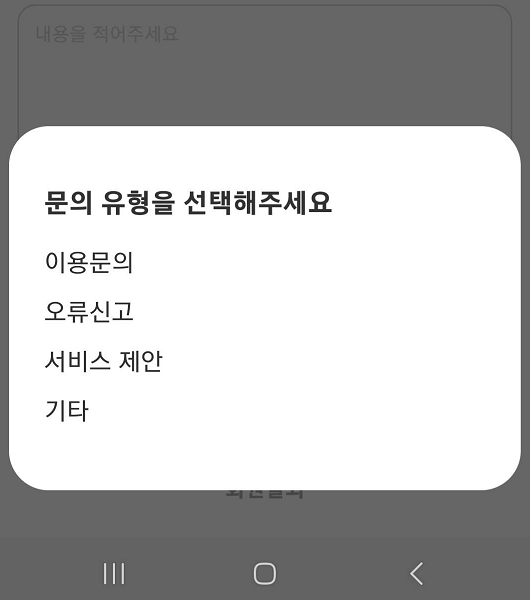 내용을 적어주세요
문의 유형을 선택해주세요
이용문의
오류신고
서비스 제안
기타